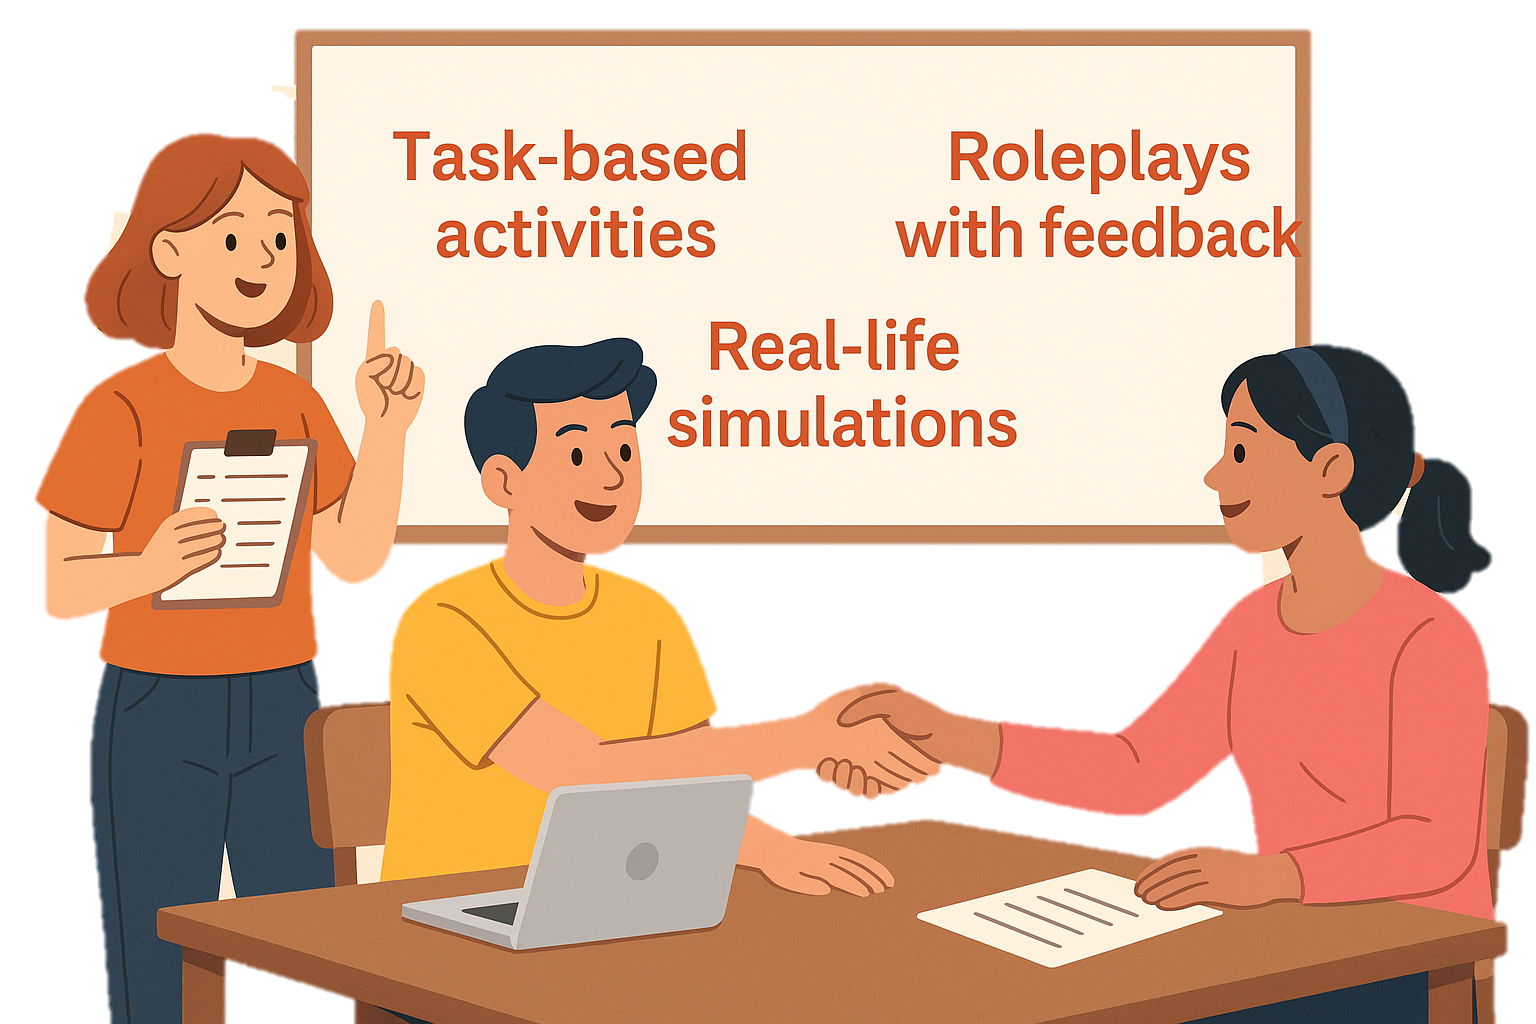 Task-based
activities
Roleplays
with feedback
Real-life
simulations